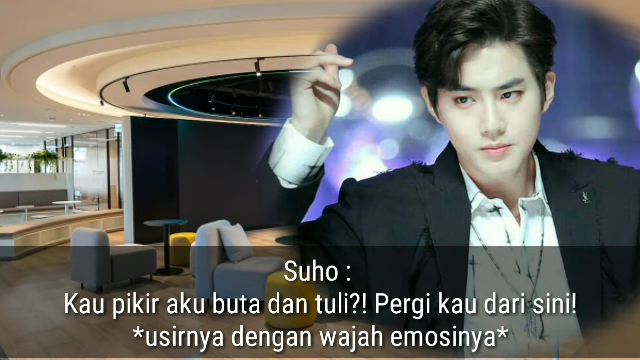 Suho :
Kau pikir aku buta dan tuli?! Pergi kau dari sini!
*usirnya dengan wajah emosinya*